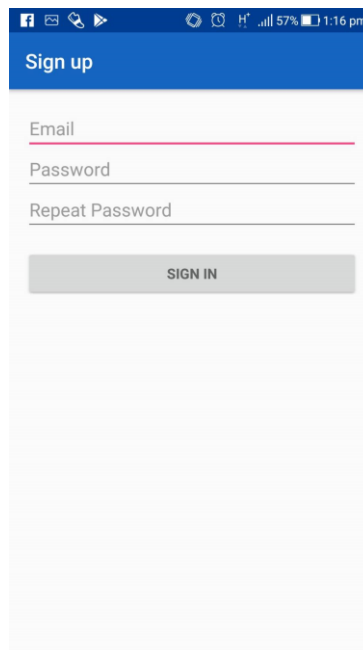 H⁺ 57% 1:16 pm
Sign up
Email
Password
Repeat Password
SIGN IN